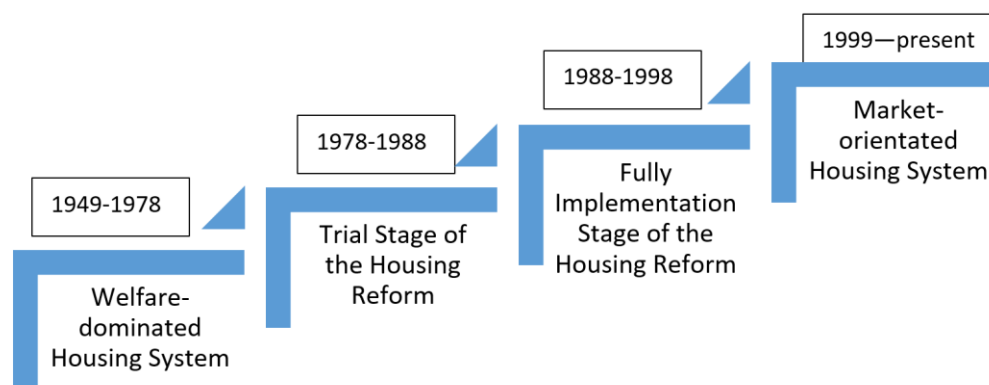 1949-1978
Welfare-
dominated
Housing System
1978-1988
Trial Stage of
the Housing
Reform
1988-1998
Fully
Implementation
Stage of the
Housing Reform
1999—present
Market-
orientated
Housing System